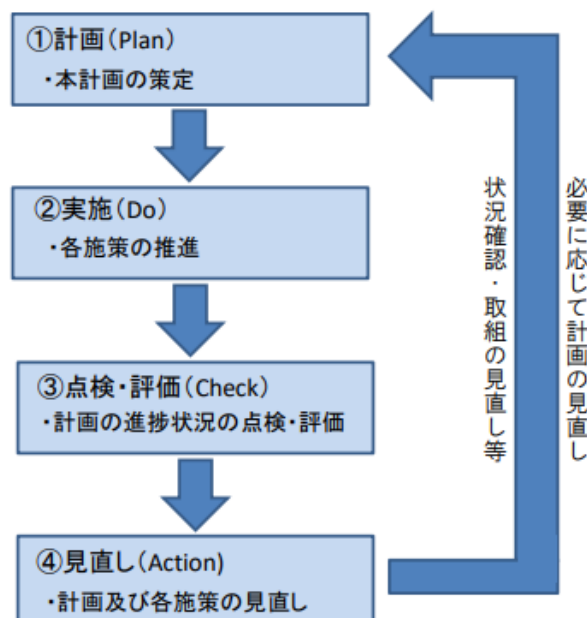 ①計画（Plan）
・本計画の策定
②実施（Do）
・各施策の推進
③点検・評価（Check）
・計画の進捗状況の点検・評価
④見直し（Action)
・計画及び各施策の見直し
必要に応じて計画の見直し
状況確認・取組の見直し等